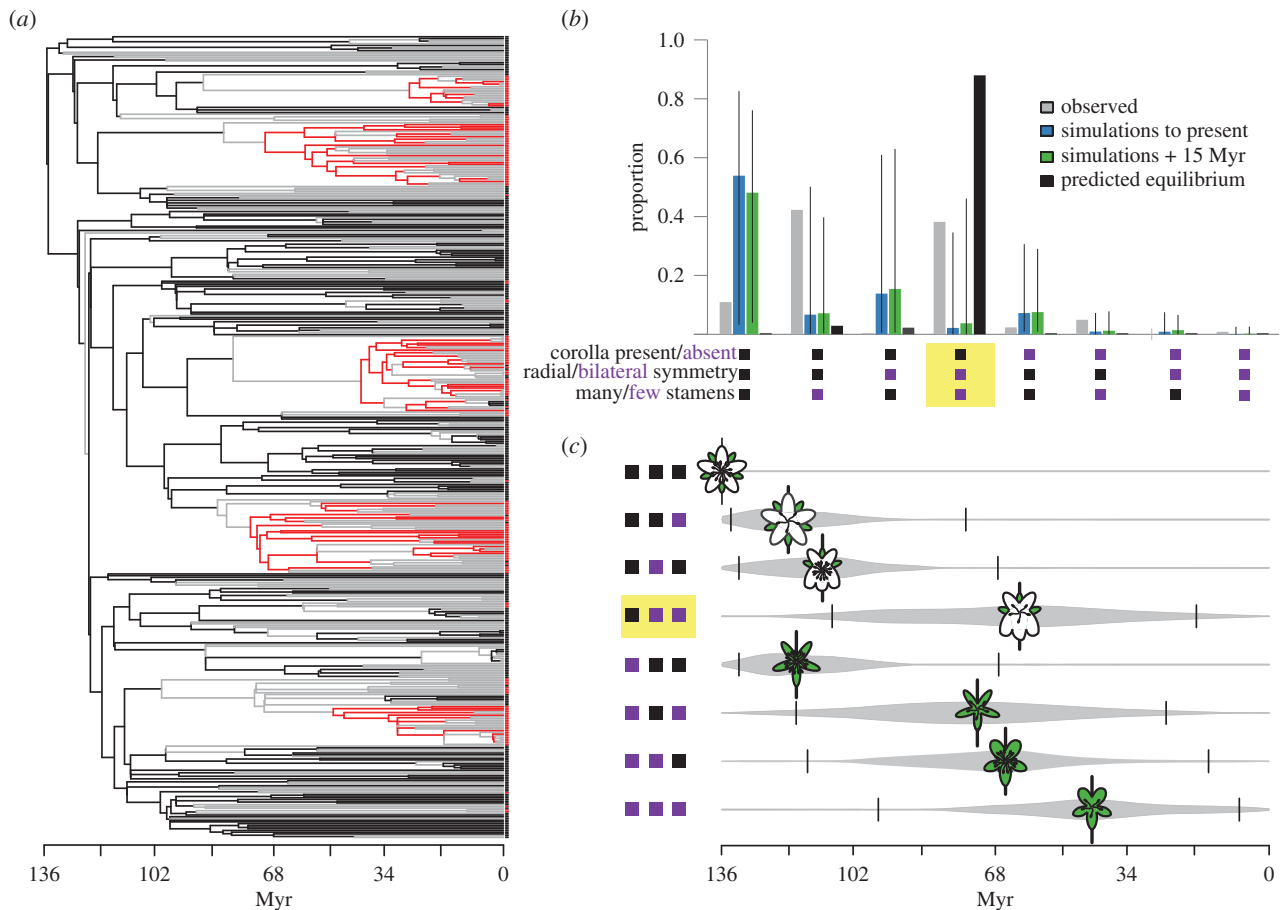 (a)
136 102 68 34 0
Myr
(b)
1.0
0.8
0.6
0.4
0.2
proportion
observed
simulations to present
simulations + 15 Myr
predicted equilibrium
corolla present/absent
radial/bilateral symmetry
many/few stamens
(c)
136 102 68 34 0
Myr